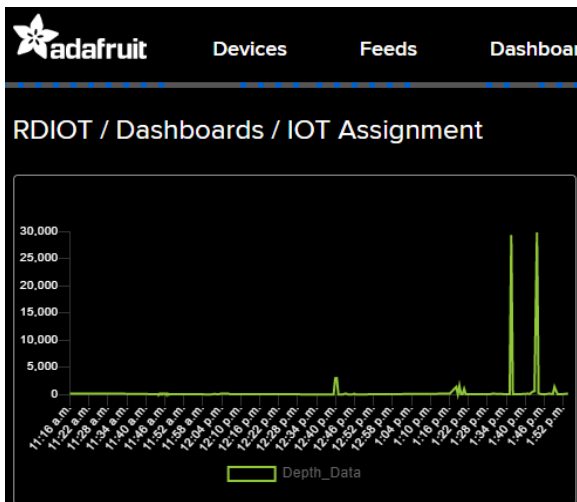 adafruit Devices Feeds Dashboar
RDIOT / Dashboards / IOT Assignment
30,000
25,000
20,000
15,000
10,000
5,000
0
11:16 a.m. 11:22 a.m. 11:28 a.m. 11:34 a.m. 11:40 a.m. 11:46 a.m. 11:52 a.m. 11:58 a.m. 12:04 p.m. 12:10 p.m. 12:16 p.m. 12:22 p.m. 12:28 p.m. 12:34 p.m. 12:40 p.m. 12:46 p.m. 12:52 p.m. 12:58 p.m. 1:04 p.m. 1:10 p.m. 1:16 p.m. 1:22 p.m. 1:28 p.m. 1:34 p.m. 1:40 p.m. 1:46 p.m. 1:52 p.m.
Depth_Data